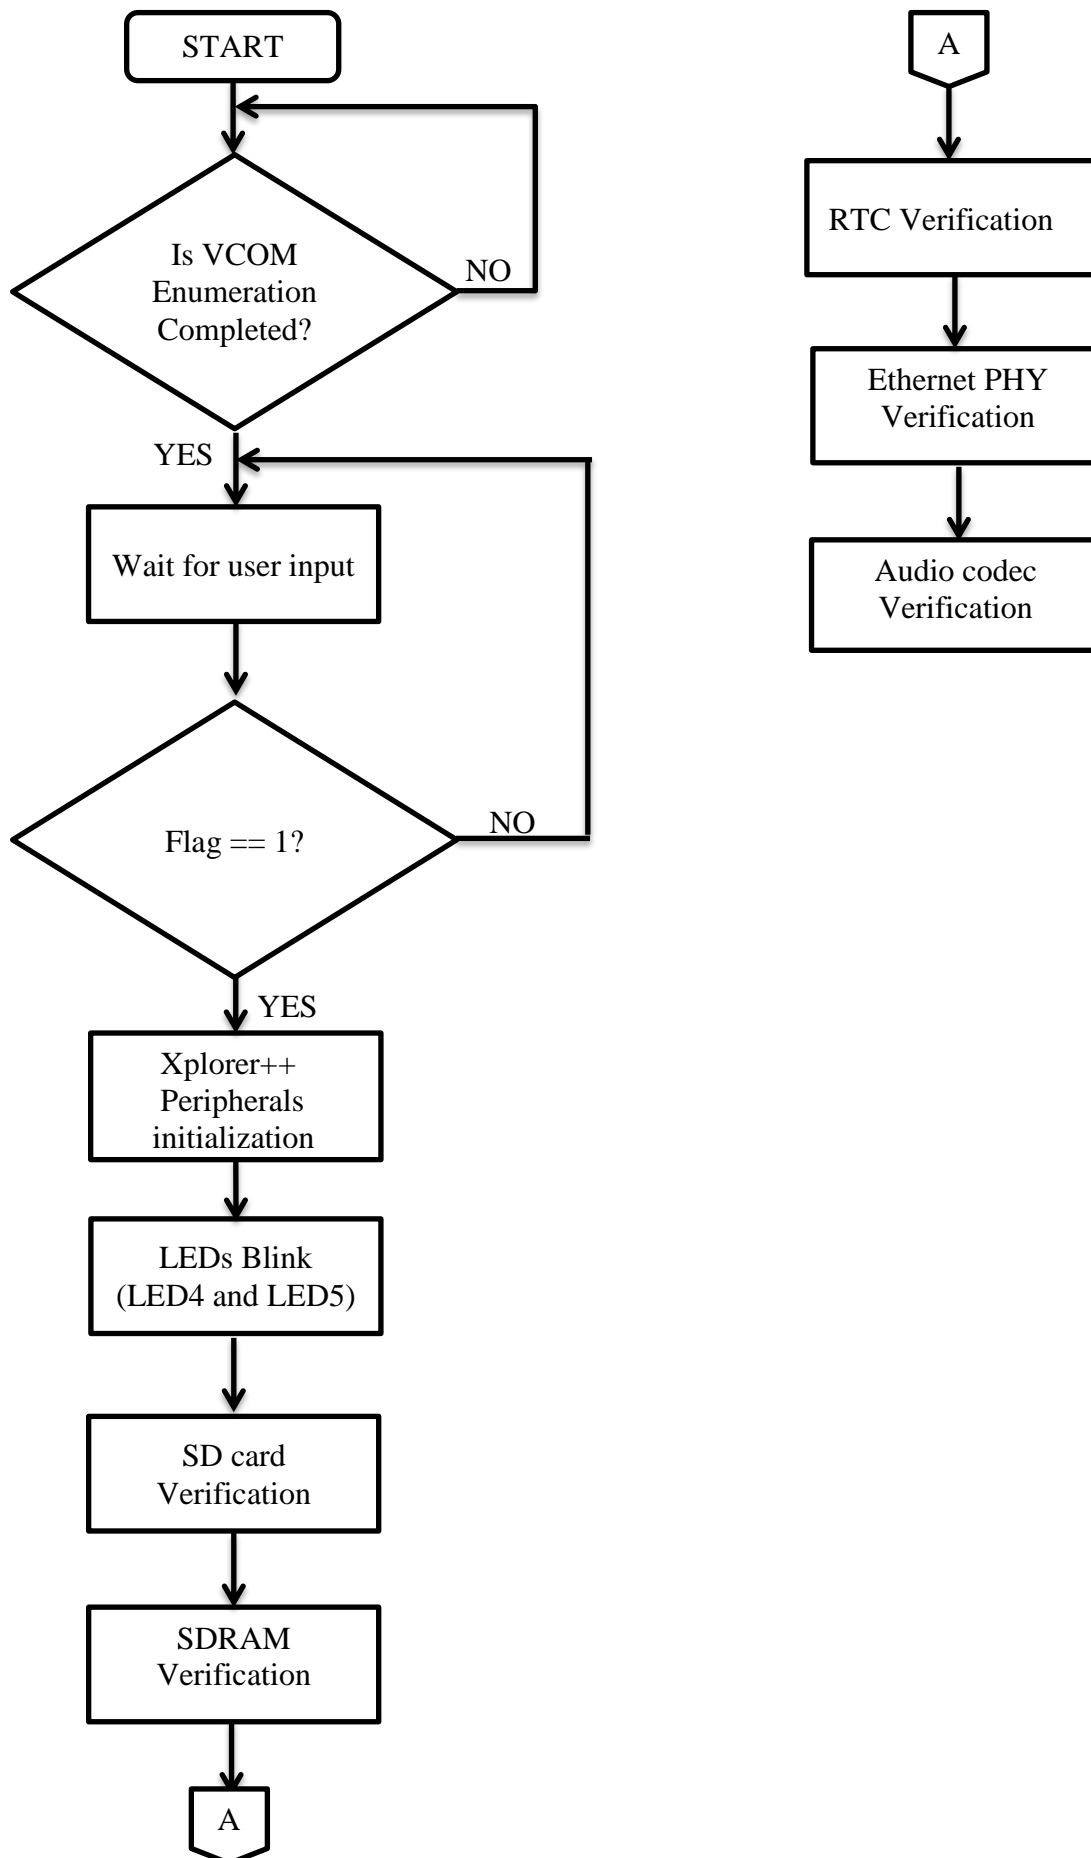 START
Is VCOM
Enumeration
Completed?
NO
YES
Wait for user input
Flag == 1?
NO
YES
Xplorer++
Peripherals
initialization
LEDs Blink
(LED4 and LED5)
SD card
Verification
SDRAM
Verification
A
A
RTC Verification
Ethernet PHY
Verification
Audio codec
Verification